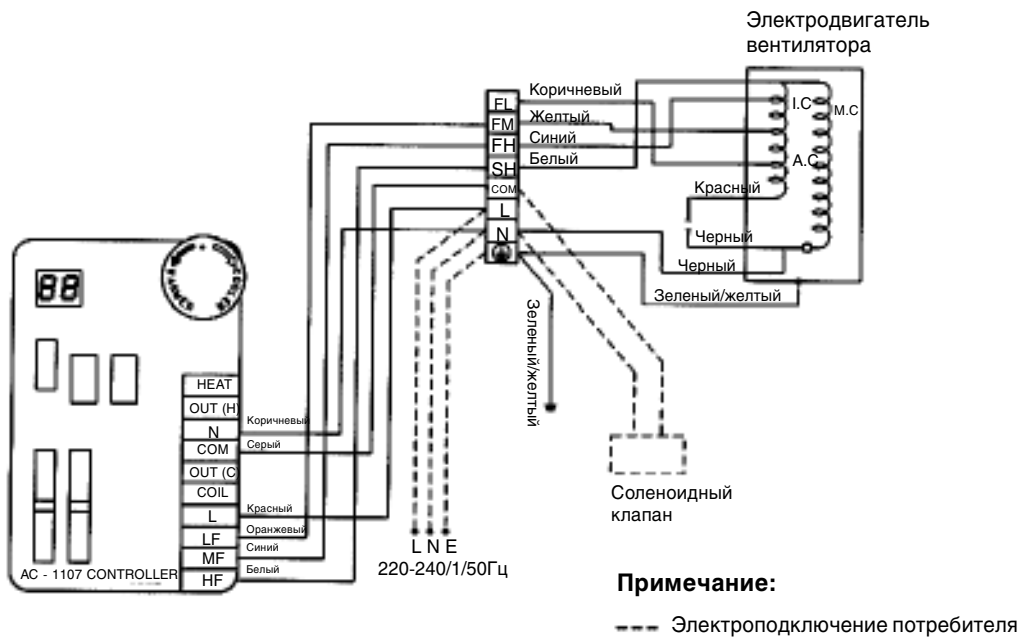 Электродвигатель
вентилятора
FL
Коричневый
FM
Желтый
FH
Синий
SH
Белый
COM
L
N
I.C
M.C
A.C
Красный
Черный
Черный
Зеленый/желтый
Зеленый/желтый
88
HEAT
OUT (H)
N
Коричневый
COM
Серый
OUT (C
COIL
L
Красный
LF
Оранжевый
MF
Синий
HF
Белый
AC - 1107 CONTROLLER
L N E
220-240/1/50Гц
Соленоидный
клапан
Примечание:
Электроподключение потребителя